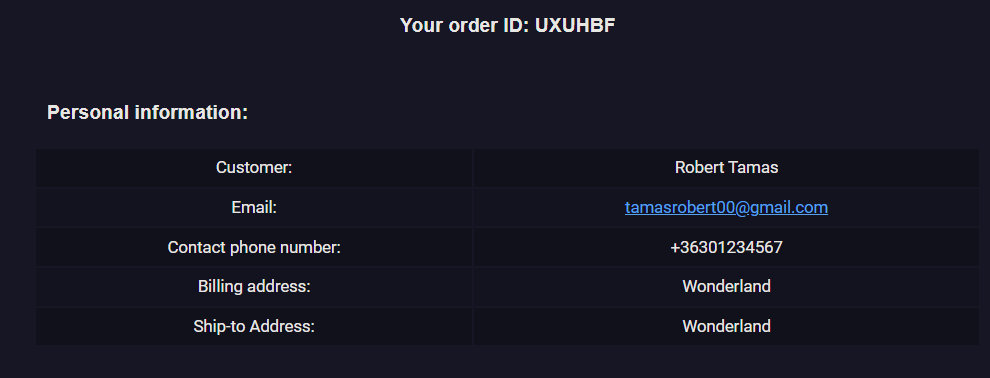 Your order ID: UXUHBF
Personal information:
Customer: Robert Tamas
Email: tamasrobert00@gmail.com
Contact phone number: +36301234567
Billing address: Wonderland
Ship-to Address: Wonderland